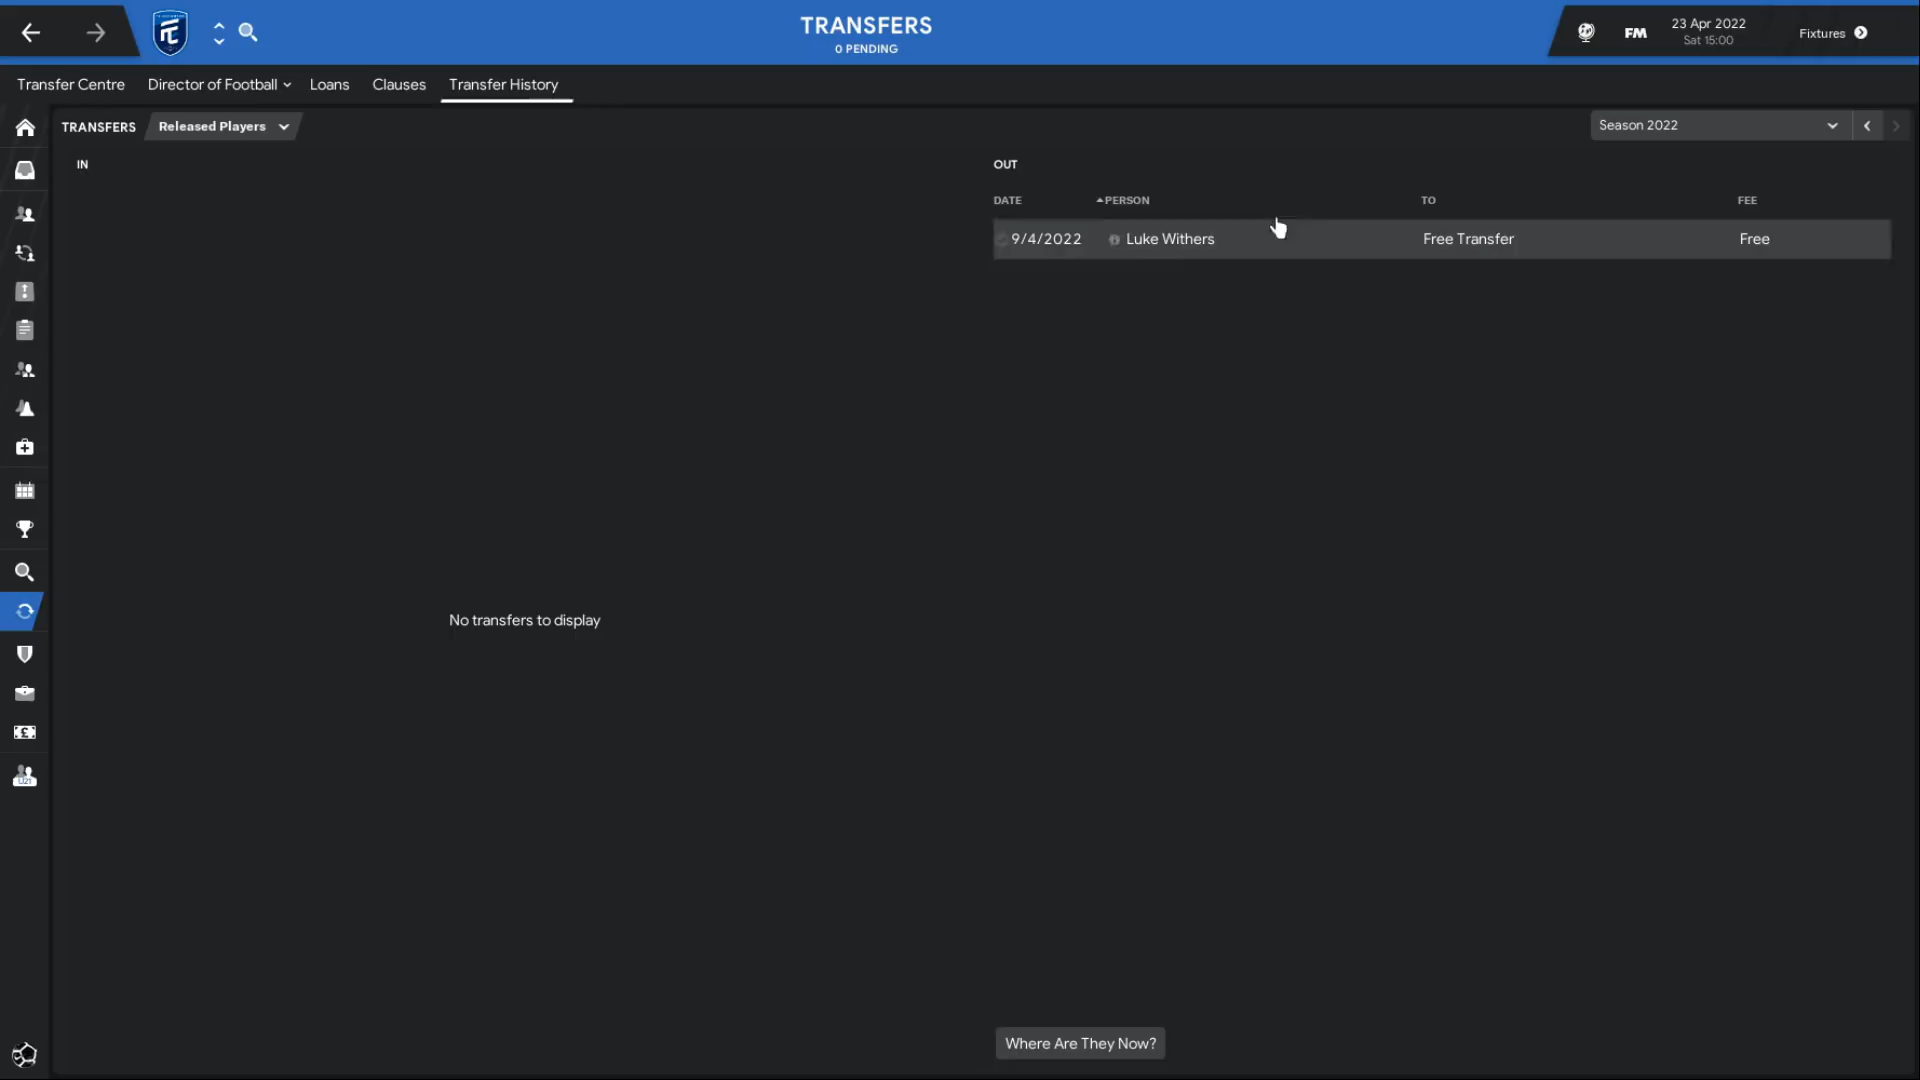 TRANSFERS
0 PENDING
FM
23 Apr 2022
Sat 15:00
Fixtures
Transfer Centre
Director of Football
Loans
Clauses
Transfer History
TRANSFERS
Released Players
Season 2022
IN
No transfers to display
OUT
DATE
PERSON
TO
FEE
9/4/2022
Luke Withers
Free Transfer
Free
Where Are They Now?